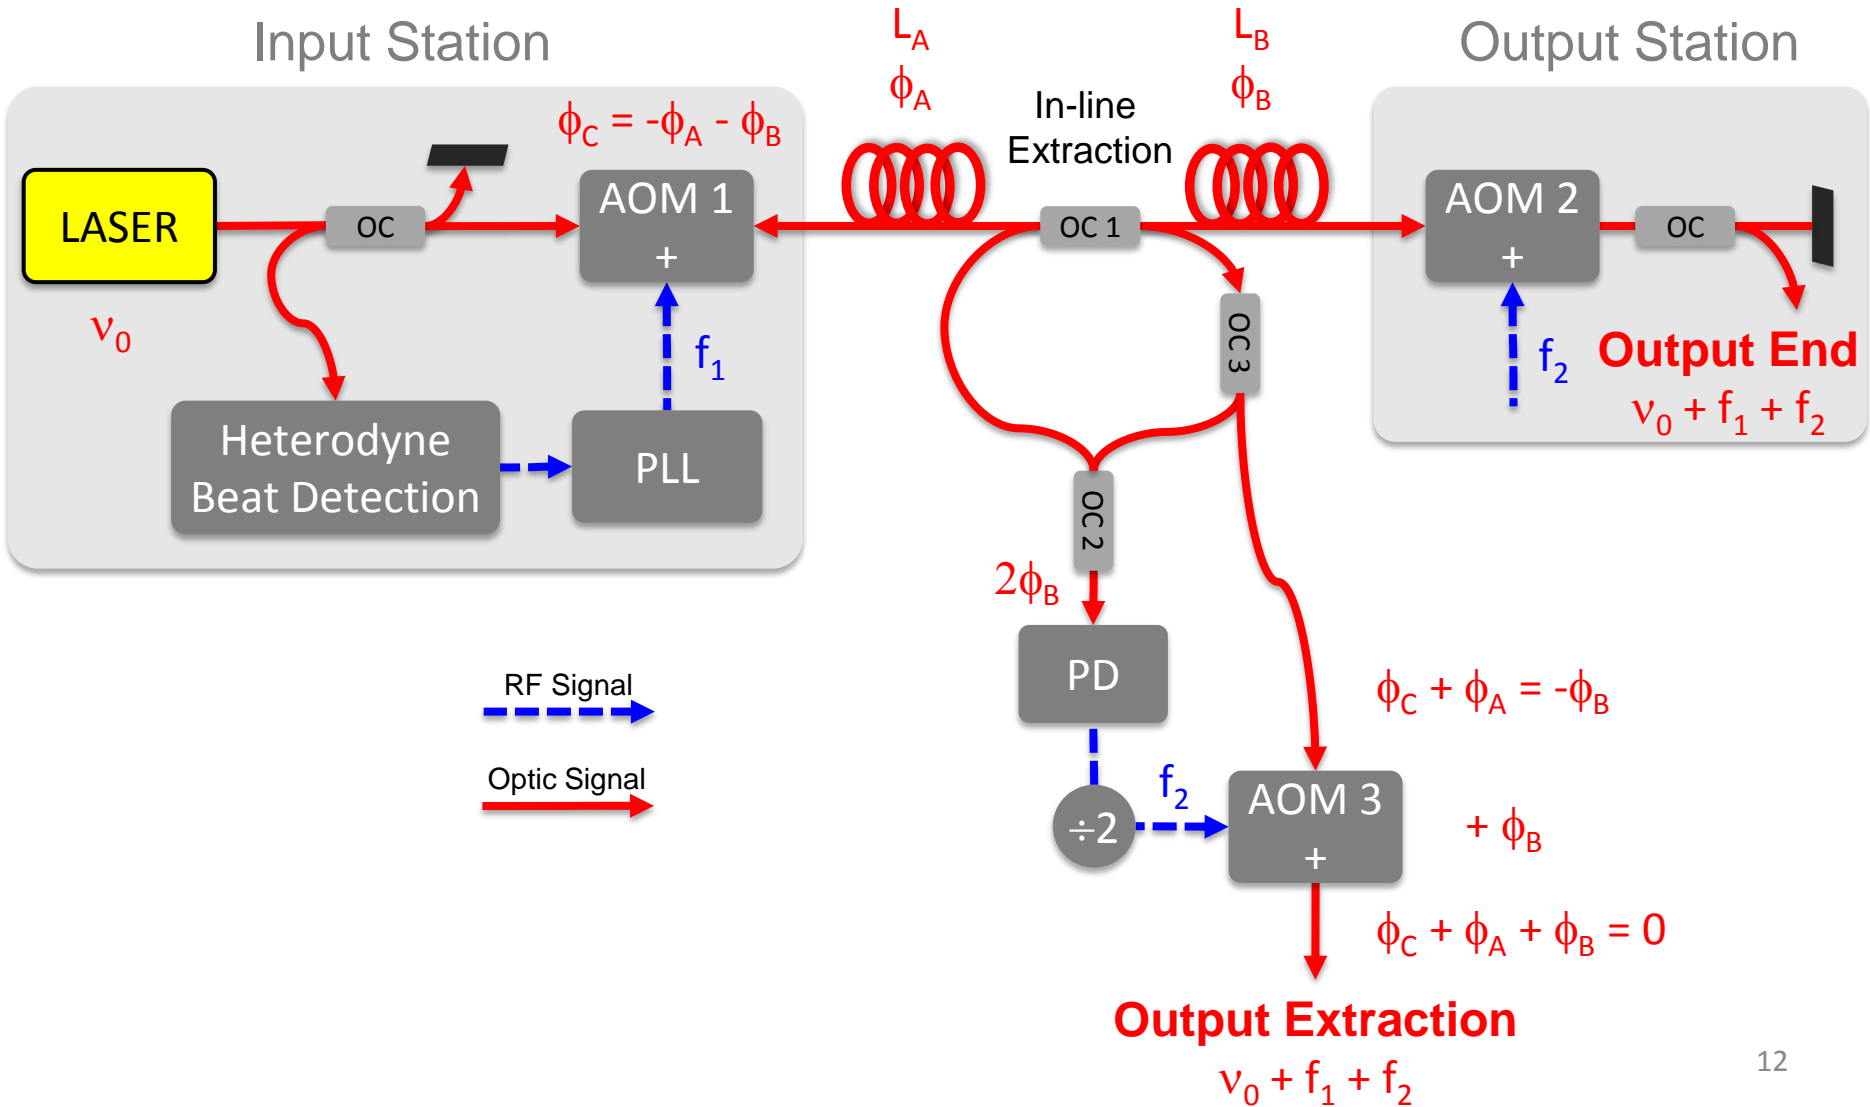 Input Station
L_A
ϕ_A
In-line
Extraction
L_B
ϕ_B
Output Station
ϕ_C = -ϕ_A - ϕ_B
LASER
OC
AOM 1
+
OC 1
AOM 2
+
OC
ν_0
f_1
OC 3
f_2
Output End
ν_0 + f_1 + f_2
Heterodyne
Beat Detection
PLL
OC 2
2ϕ_B
PD
RF Signal
Optic Signal
ϕ_C + ϕ_A = -ϕ_B
÷2
f_2
AOM 3
+
+ ϕ_B
ϕ_C + ϕ_A + ϕ_B = 0
Output Extraction
ν_0 + f_1 + f_2
12